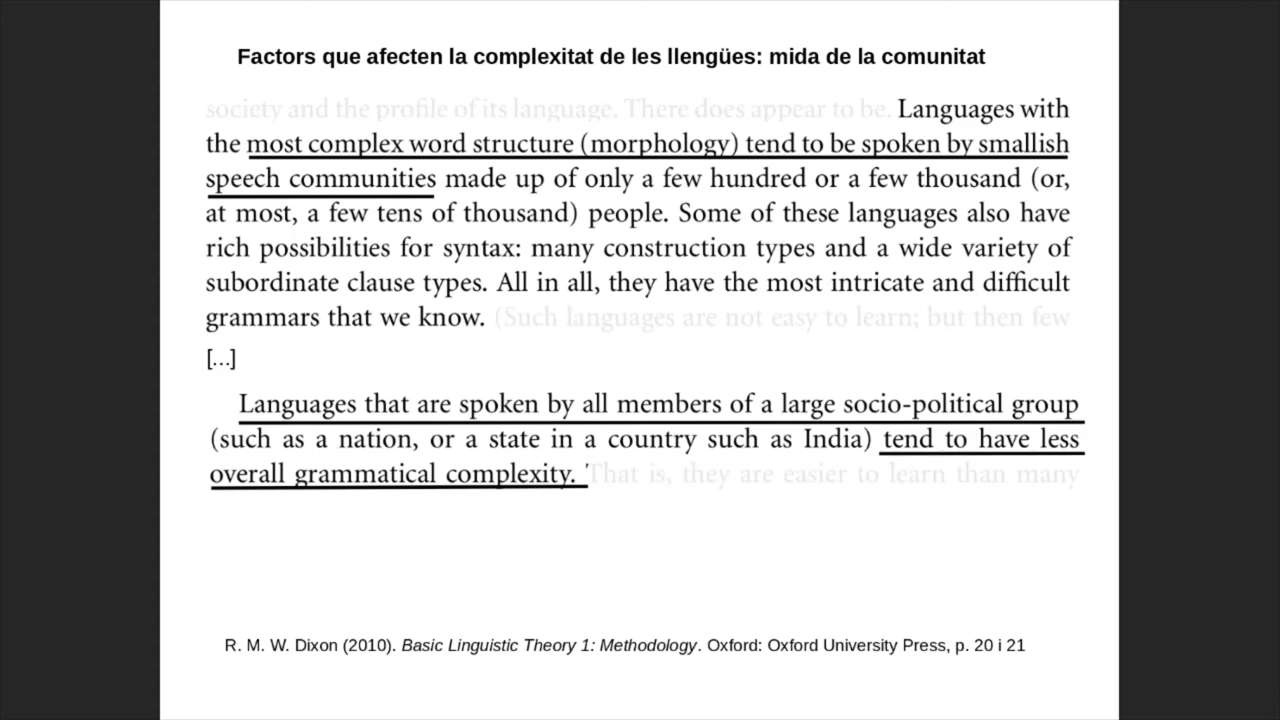 Factors que afecten la complexitat de les llengües: mida de la comunitat
society and the profile of its language. There does appear to be. Languages with
the most complex word structure (morphology) tend to be spoken by smallish
speech communities made up of only a few hundred or a few thousand (or,
at most, a few tens of thousand) people. Some of these languages also have
rich possibilities for syntax: many construction types and a wide variety of
subordinate clause types. All in all, they have the most intricate and difficult
grammars that we know. (Such languages are not easy to learn; but then few
[...]
Languages that are spoken by all members of a large socio-political group
(such as a nation, or a state in a country such as India) tend to have less
overall grammatical complexity. That is, they are easier to learn than many
R. M. W. Dixon (2010). Basic Linguistic Theory 1: Methodology. Oxford: Oxford University Press, p. 20 i 21